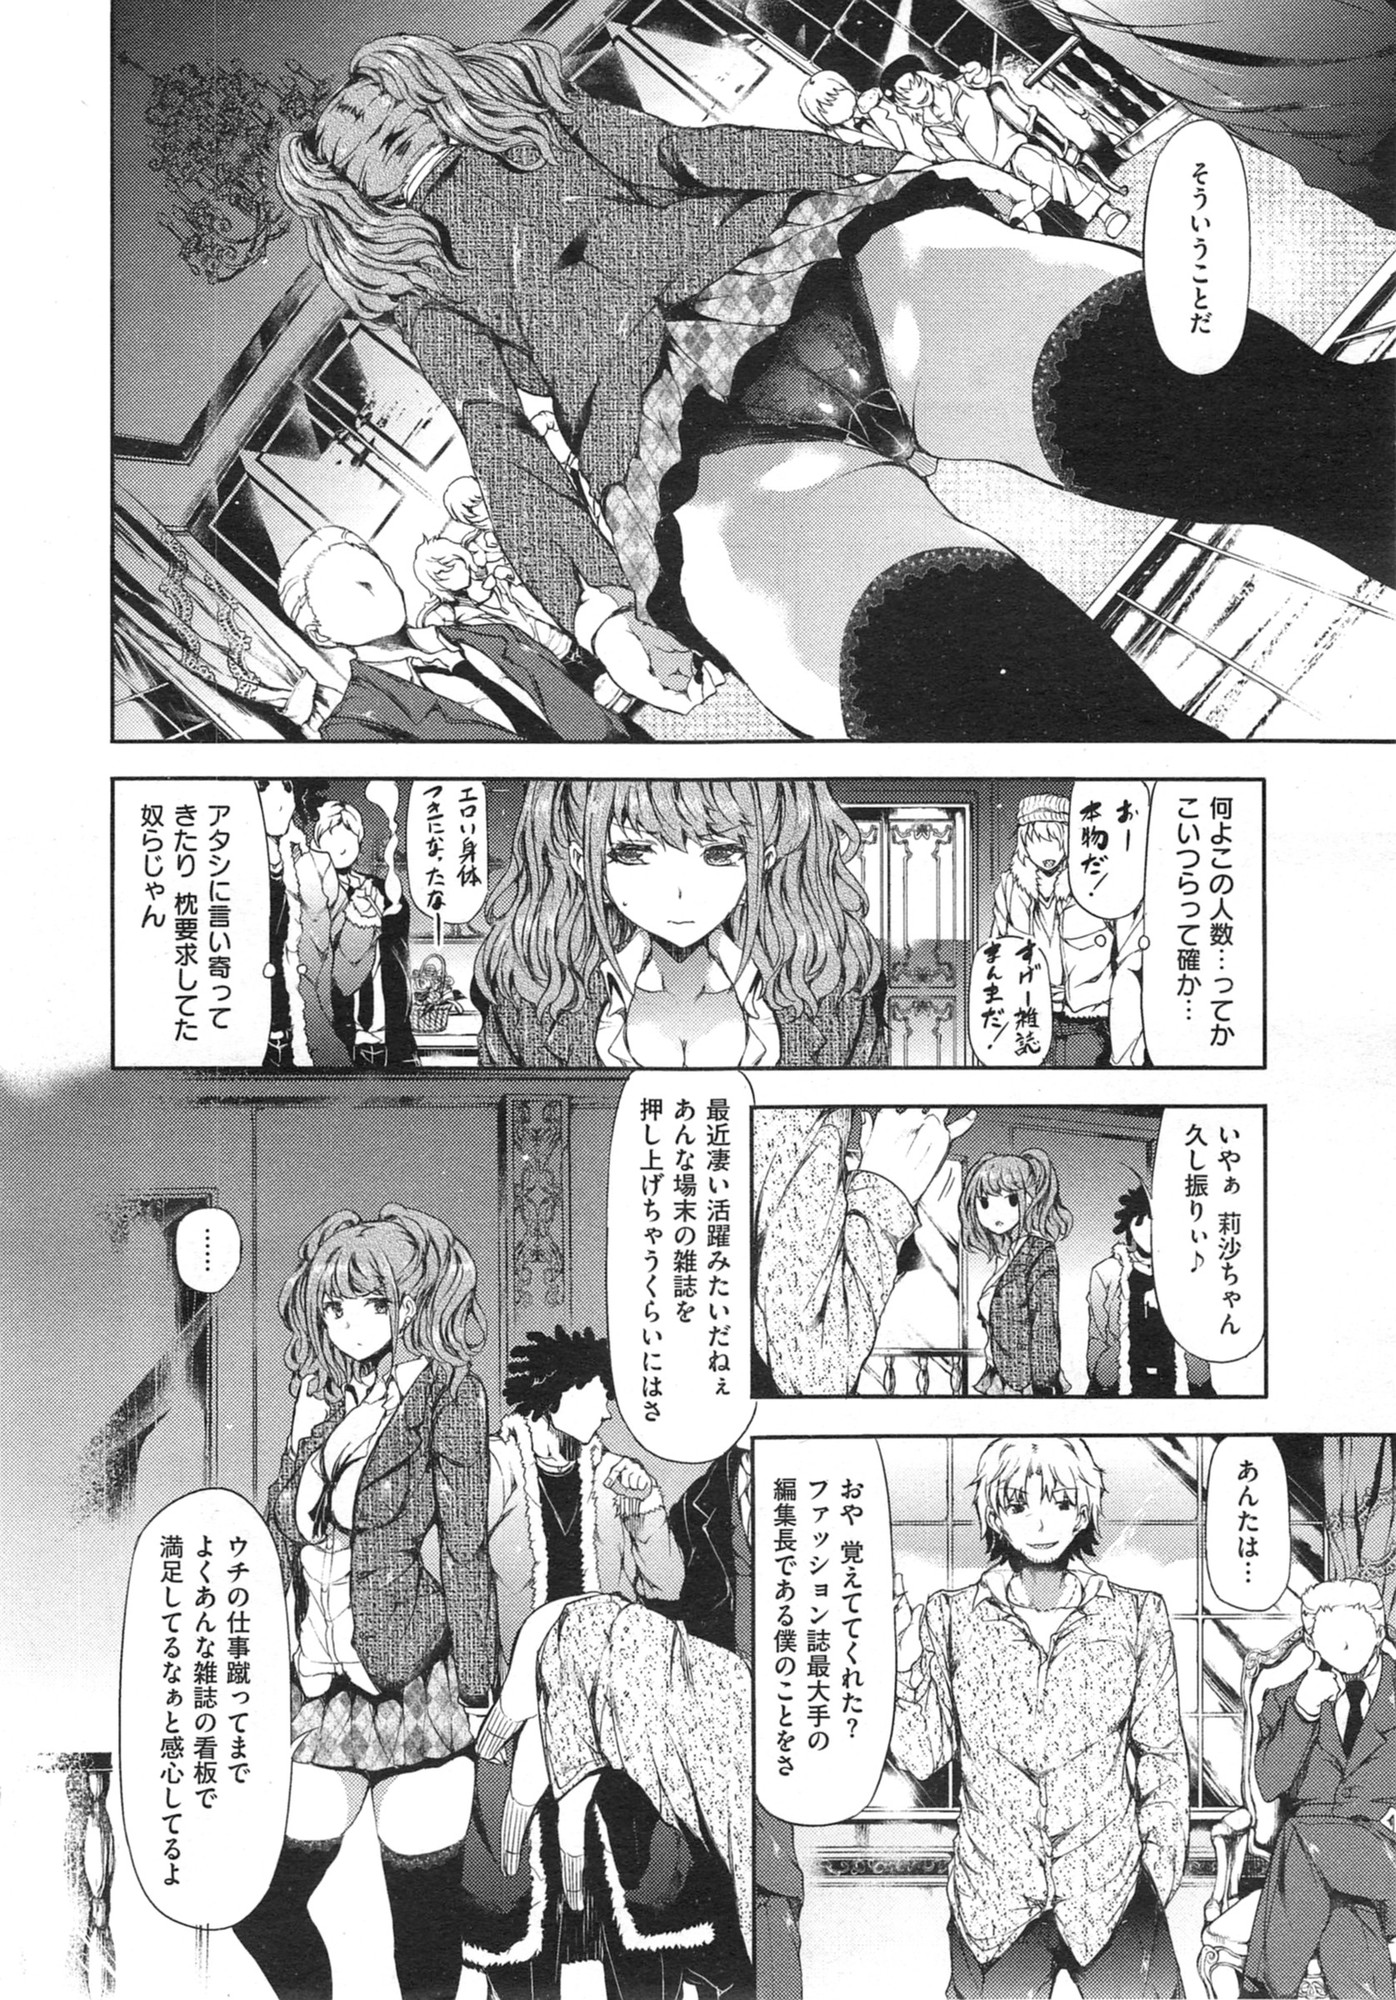 そういうことだ
何よこの人数…ってか
こいつらって確か…
おー
本物だ!
すげー雑誌
まんまだ!
エロい身体
つきになったなー
アタシに言い寄って
きたり 枕要求してた
奴らじゃん
いやぁ 莉沙ちゃん
久し振りぃ♪
あんたは…
おや 覚えててくれた?
ファッション誌最大手の
編集長である僕のことをさ
最近凄い活躍みたいだねぇ
あんな場末の雑誌を
押し上げちゃうくらいにはさ
……
ウチの仕事蹴ってまで
よくあんな雑誌の看板で
満足してるなぁと感心してるよ